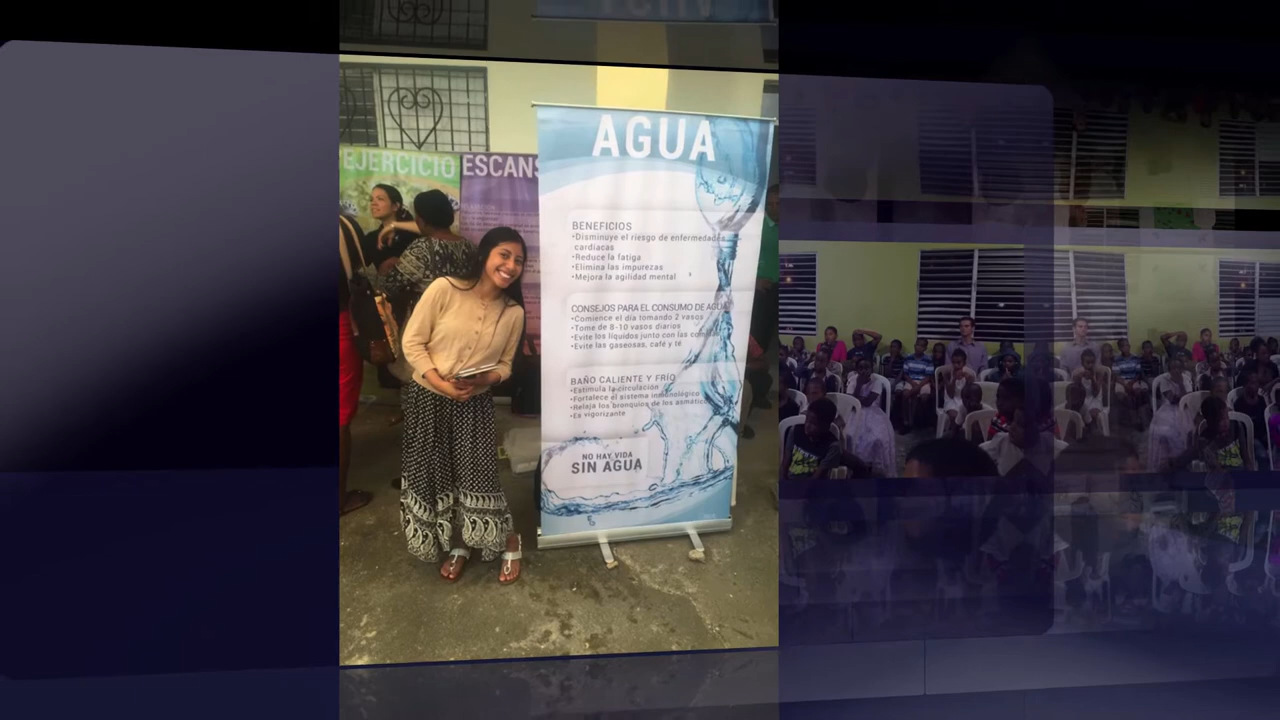 EJERCICIO
ESCANS
AGUA
BENEFICIOS
•Disminuye el riesgo de enfermedades
cardíacas
•Reduce la fatiga
•Elimina las impurezas
•Mejora la agilidad mental
CONSEJOS PARA EL CONSUMO DE AGUA
•Comience el día tomando 2 vasos
•Tome de 8-10 vasos diarios
•Evite los líquidos junto con las comidas
•Evite las gaseosas, café y té
BAÑO CALIENTE Y FRÍO
•Estimula la circulación
•Fortalece el sistema inmunológico
•Relaja los bronquios de los asmáticos
•Es vigorizante
NO HAY VIDA
SIN AGUA